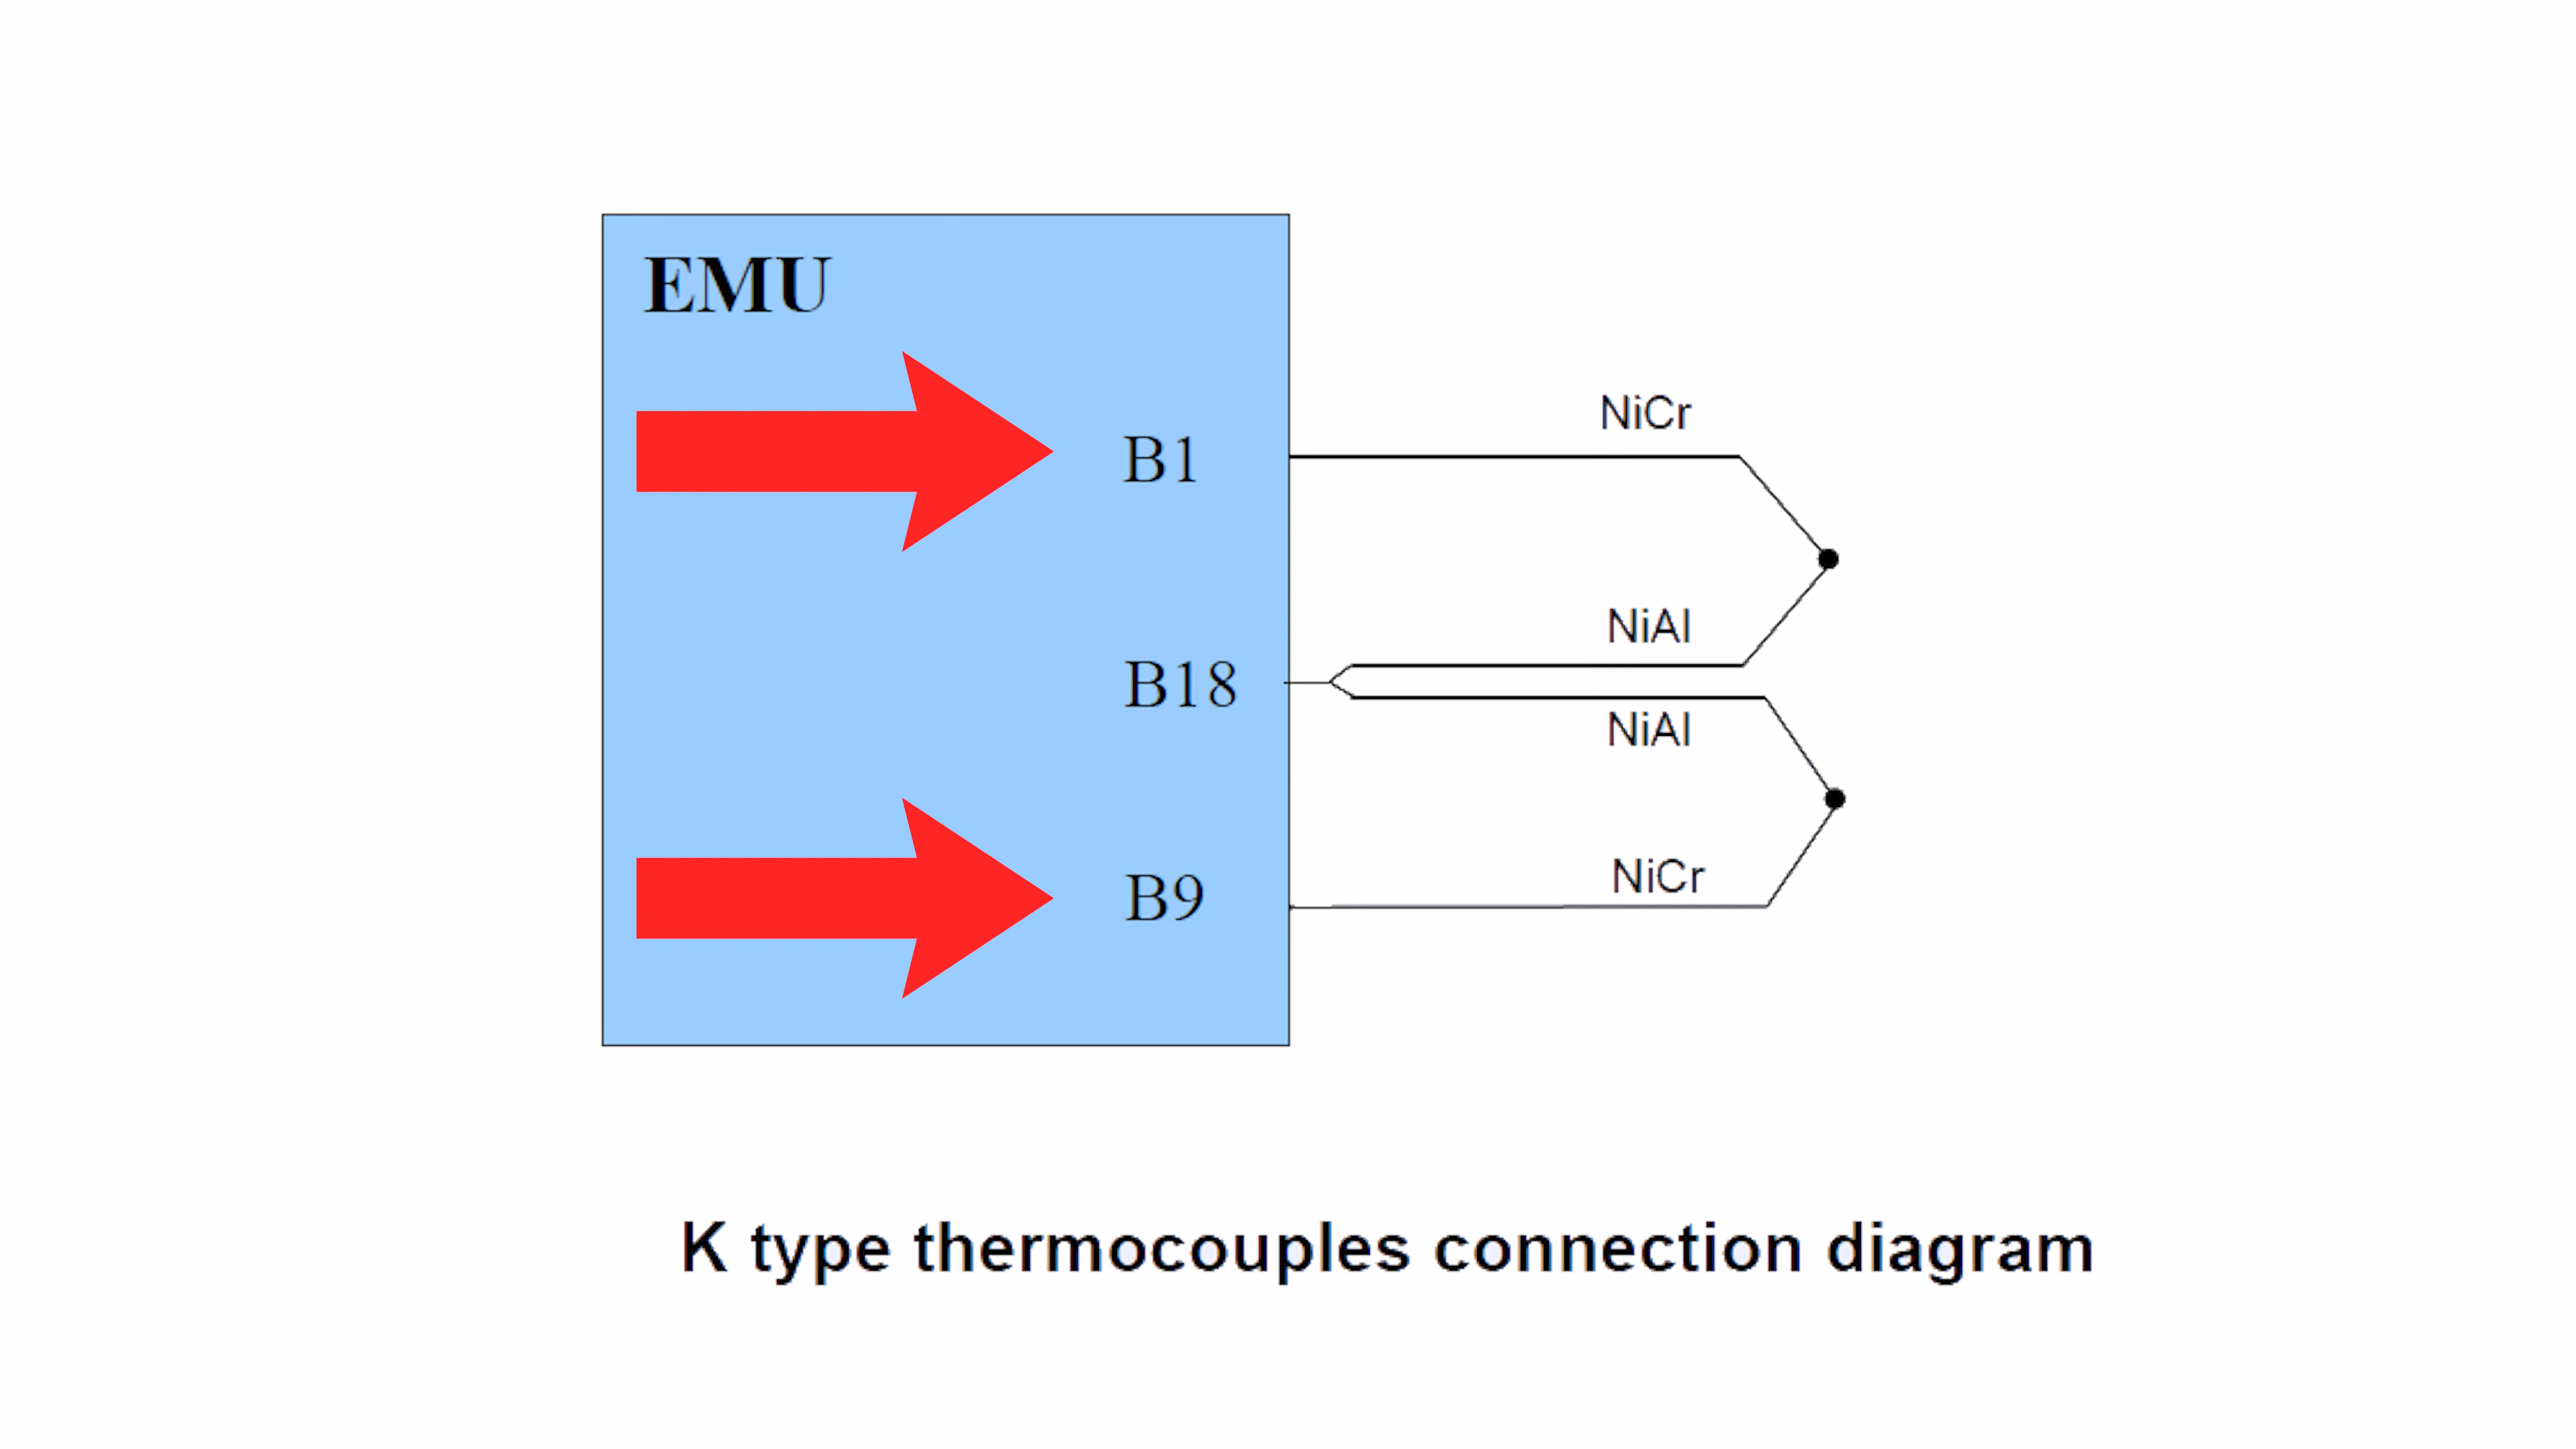 EMU
B1
NiCr
NiAl
B18
NiAl
B9
NiCr
K type thermocouples connection diagram